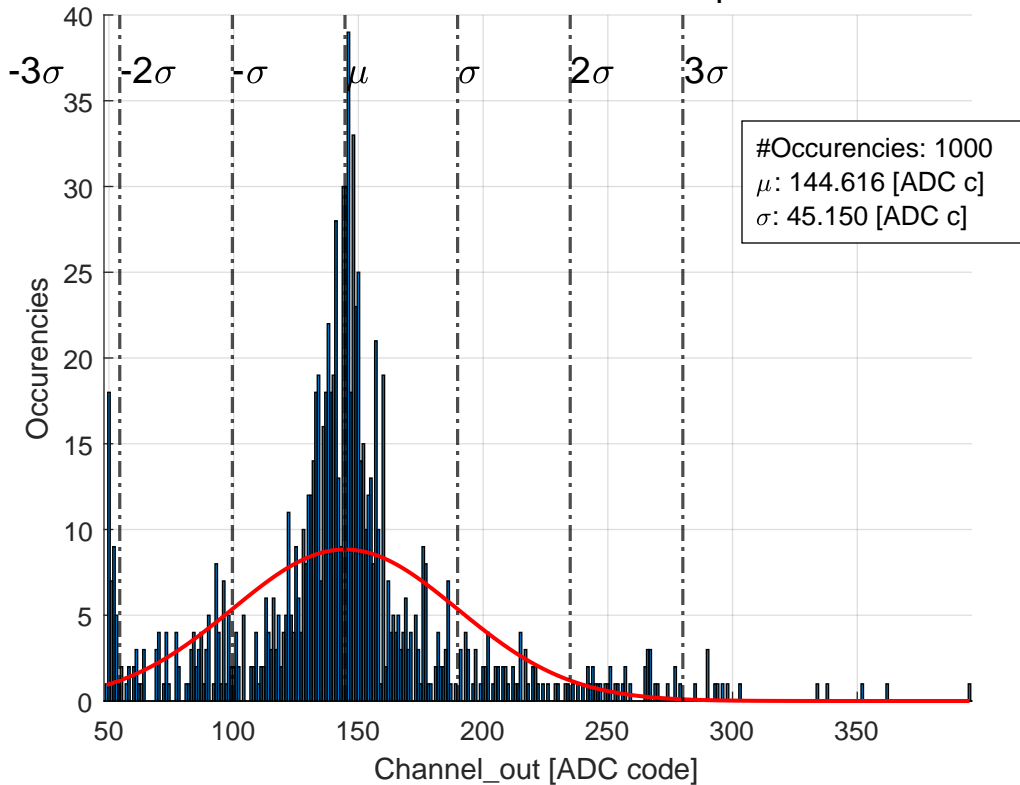 40
-3σ -2σ -σ μ σ 2σ 3σ
35
#Occurencies: 1000
μ: 144.616 [ADC c]
σ: 45.150 [ADC c]
30
25
20
15
10
5
0
Occurencies
50 100 150 200 250 300 350
Channel_out [ADC code]